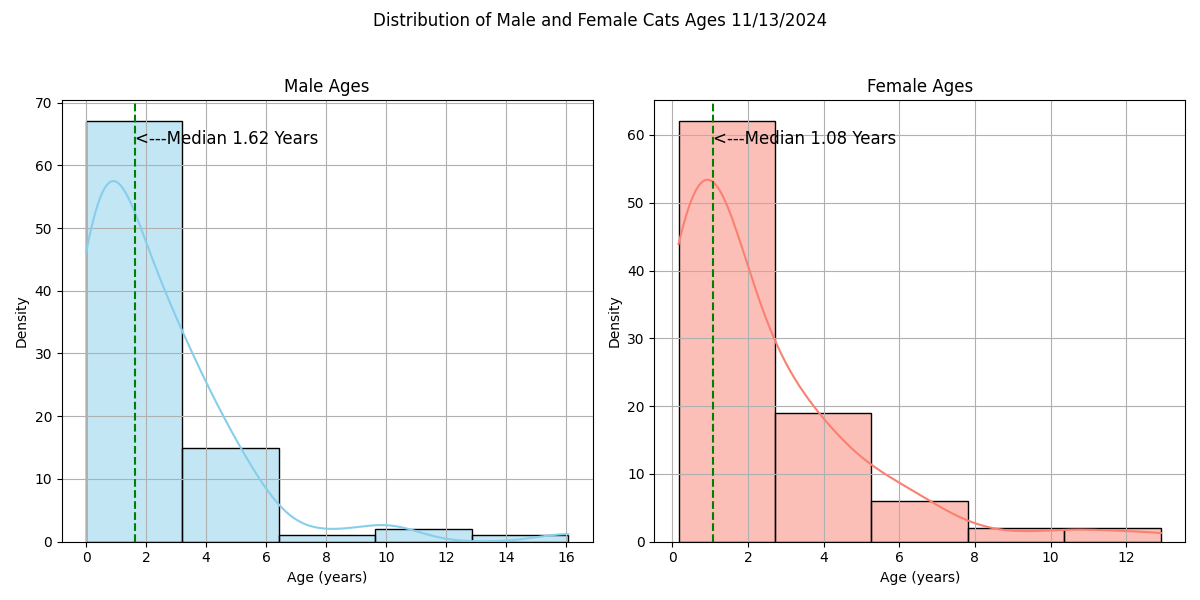 Distribution of Male and Female Cats Ages 11/13/2024
Male Ages
Density
70
60
50
40
30
20
10
0
<---Median 1.62 Years
0 2 4 6 8 10 12 14 16
Age (years)
Female Ages
Density
60
50
40
30
20
10
0
<---Median 1.08 Years
0 2 4 6 8 10 12
Age (years)